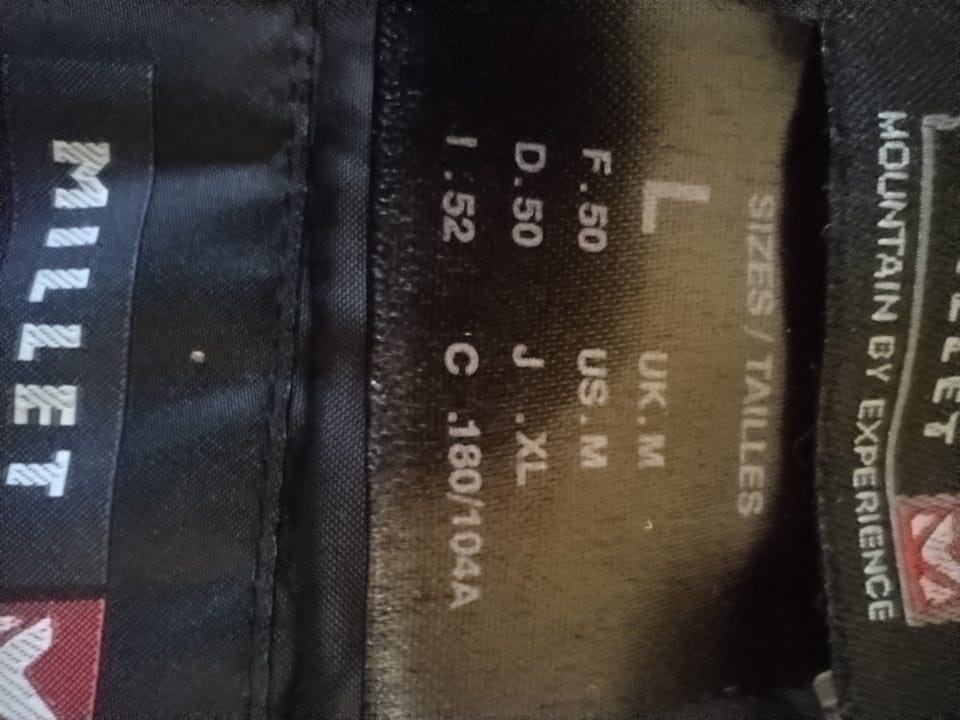 MOUNTAIN BY EXPERIENCE
SIZES / TAILLES
L UK.M
F.50 US.M
D.50 J.XL
I.52 C.180/104A
MILLET